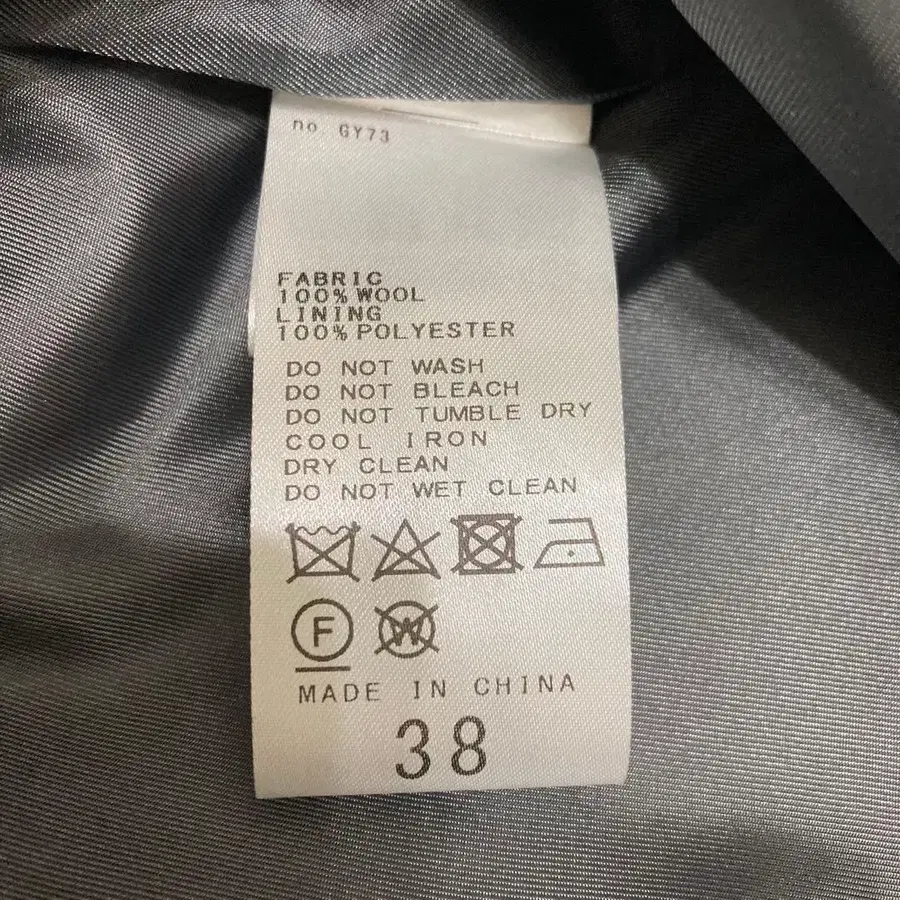 no. GY73
FABRIC
100% WOOL
LINING
100% POLYESTER
DO NOT WASH
DO NOT BLEACH
DO NOT TUMBLE DRY
COOL IRON
DRY CLEAN
DO NOT WET CLEAN
F W
MADE IN CHINA
38